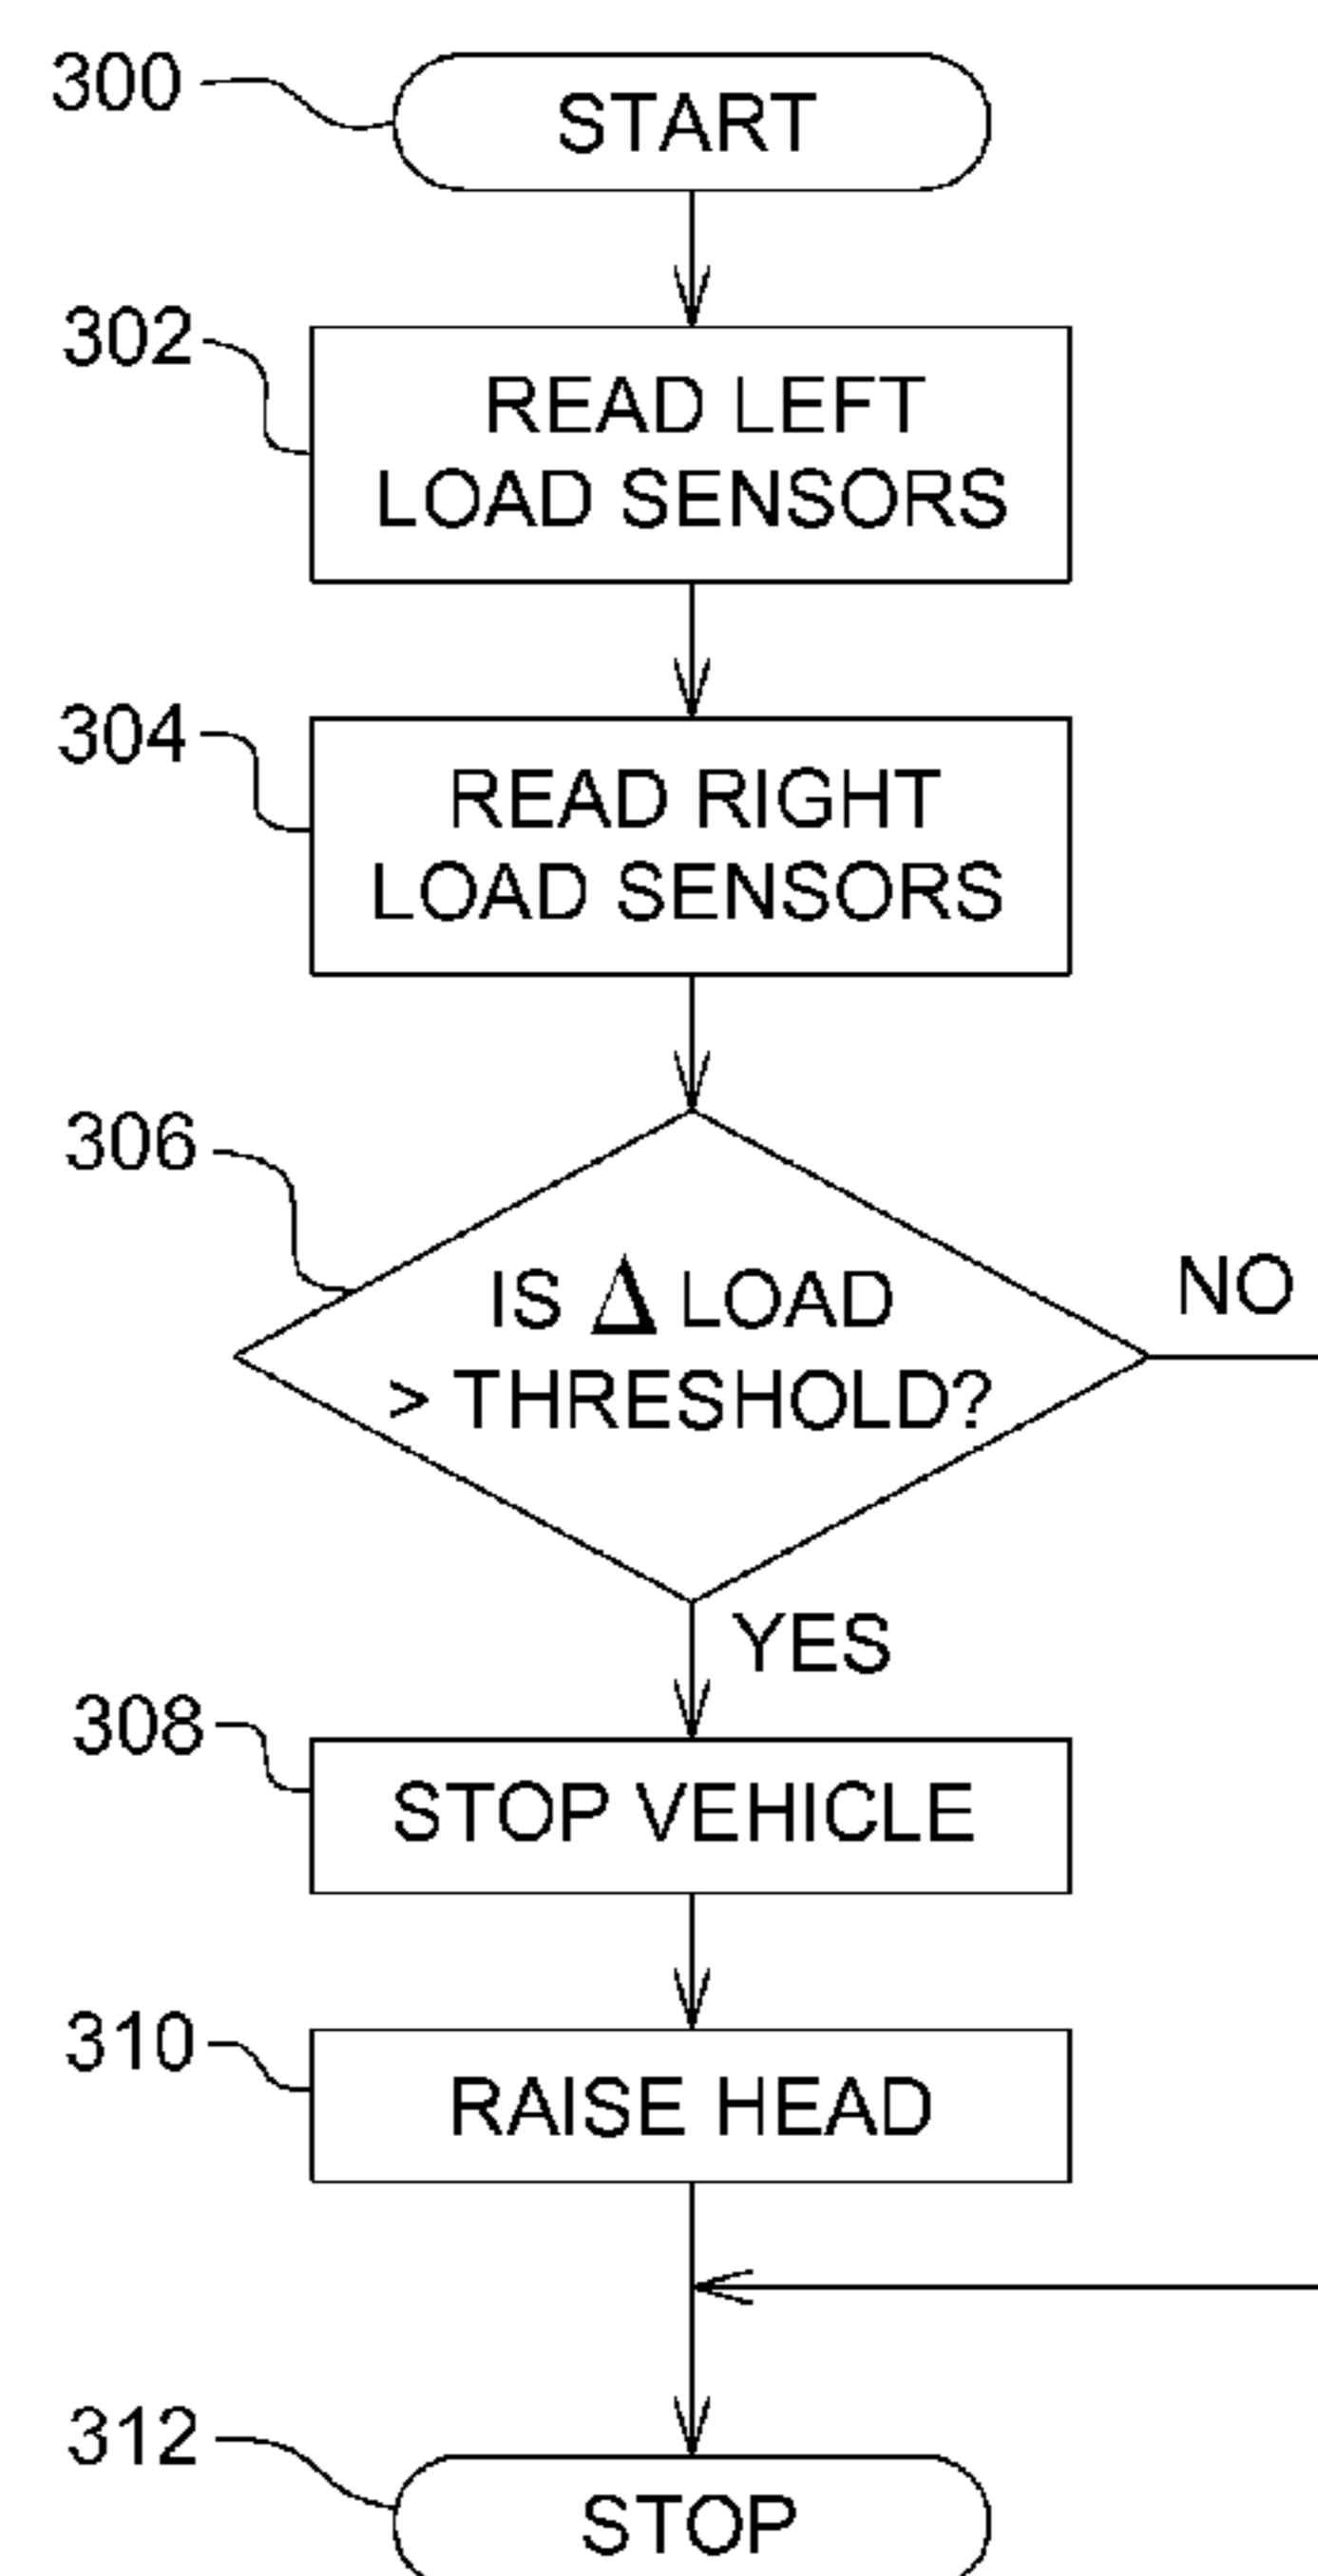 300
START
302
READ LEFT
LOAD SENSORS
304
READ RIGHT
LOAD SENSORS
306
IS Δ LOAD
> THRESHOLD?
NO
YES
308
STOP VEHICLE
310
RAISE HEAD
312
STOP